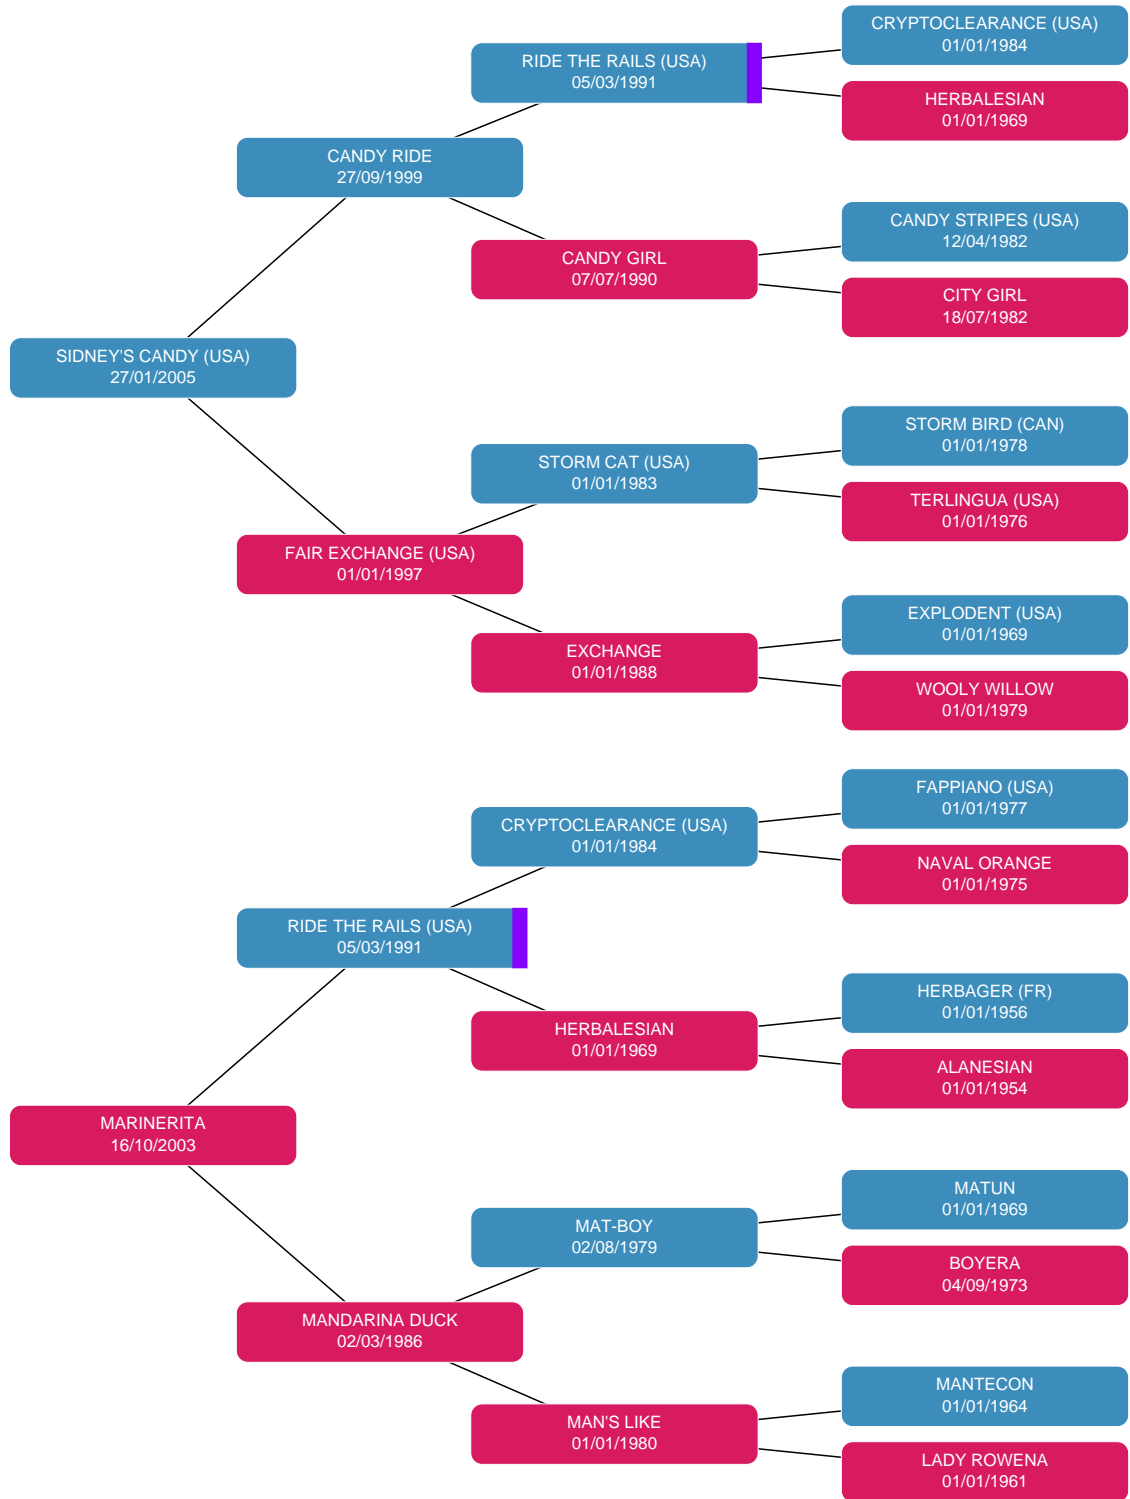 CRYPTOCLEARANCE (USA)
01/01/1984
RIDE THE RAILS (USA)
05/03/1991
HERBALESIAN
01/01/1969
CANDY RIDE
27/09/1999
CANDY STRIPES (USA)
12/04/1982
CANDY GIRL
07/07/1990
CITY GIRL
18/07/1982
SIDNEY'S CANDY (USA)
27/01/2005
STORM BIRD (CAN)
01/01/1978
STORM CAT (USA)
01/01/1983
TERLINGUA (USA)
01/01/1976
FAIR EXCHANGE (USA)
01/01/1997
EXPLODENT (USA)
01/01/1969
EXCHANGE
01/01/1988
WOOLY WILLOW
01/01/1979
FAPPIANO (USA)
01/01/1977
CRYPTOCLEARANCE (USA)
01/01/1984
NAVAL ORANGE
01/01/1975
RIDE THE RAILS (USA)
05/03/1991
HERBAGER (FR)
01/01/1956
HERBALESIAN
01/01/1969
ALANESIAN
01/01/1954
MARINERITA
16/10/2003
MATUN
01/01/1969
MAT-BOY
02/08/1979
BOYERA
04/09/1973
MANDARINA DUCK
02/03/1986
MANTECON
01/01/1964
MAN'S LIKE
01/01/1980
LADY ROWENA
01/01/1961